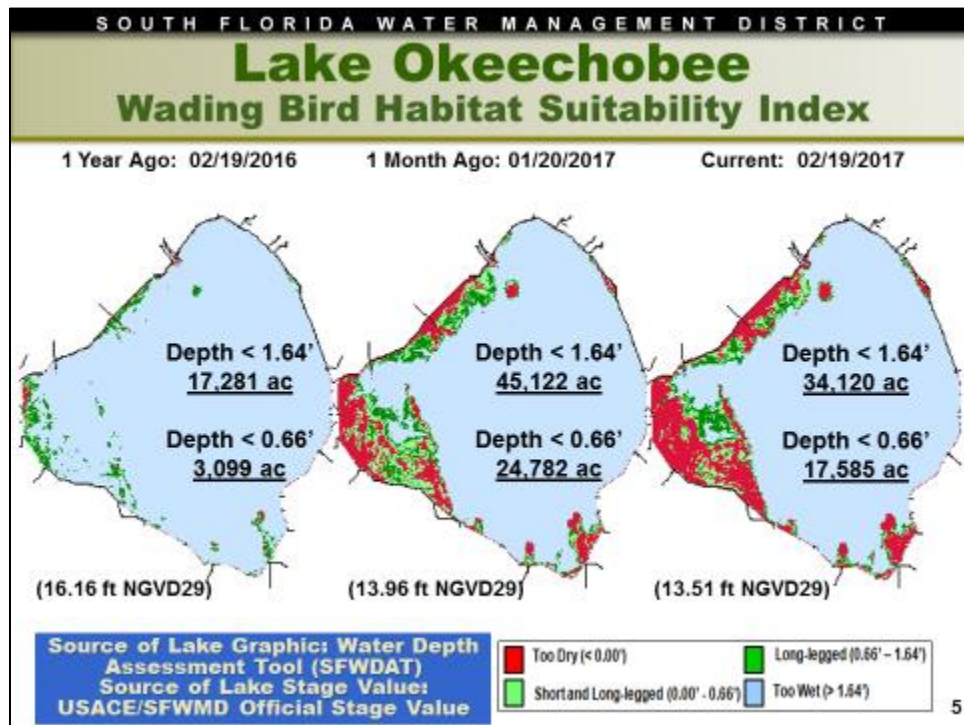 SOUTH FLORIDA WATER MANAGEMENT DISTRICT
Lake Okeechobee
Wading Bird Habitat Suitability Index
1 Year Ago: 02/19/2016
1 Month Ago: 01/20/2017
Current: 02/19/2017
Depth < 1.64’
17,281 ac
Depth < 0.66’
3,099 ac
(16.16 ft NGVD29)
Depth < 1.64’
45,122 ac
Depth < 0.66’
24,782 ac
(13.96 ft NGVD29)
Depth < 1.64’
34,120 ac
Depth < 0.66’
17,585 ac
(13.51 ft NGVD29)
Source of Lake Graphic: Water Depth
Assessment Tool (SFWDAT)
Source of Lake Stage Value:
USACE/SFWMD Official Stage Value
Too Dry (< 0.00')
Long-legged (0.66' – 1.64')
Short and Long-legged (0.00' - 0.66')
Too Wet (> 1.64')
5